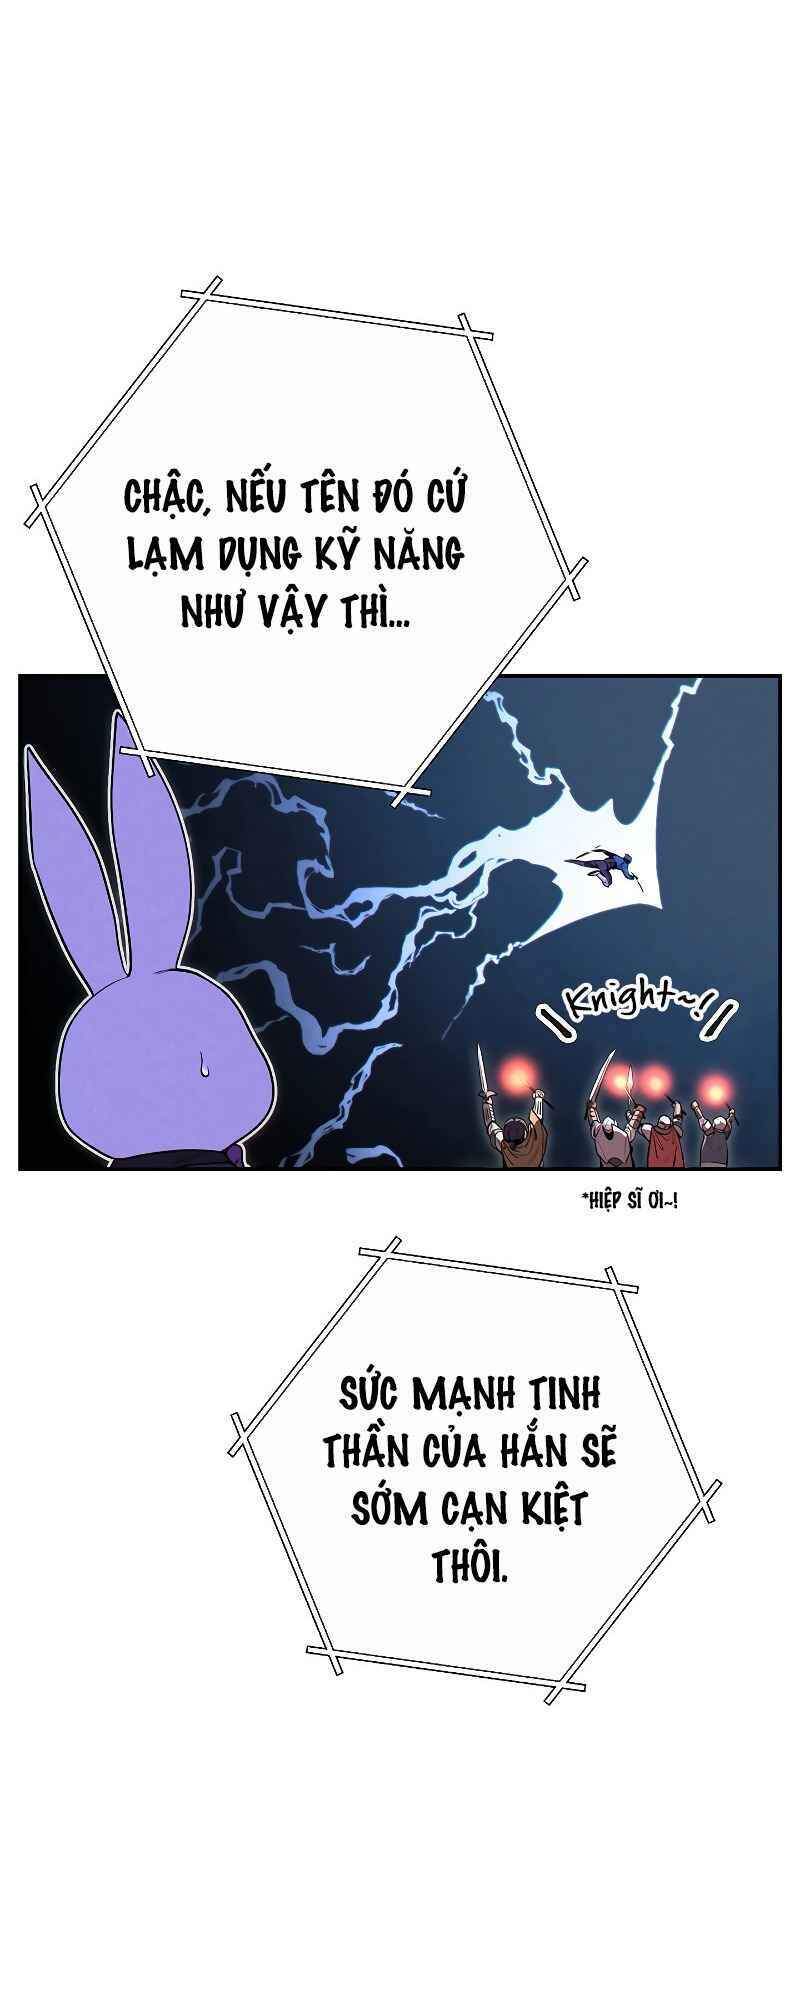 CHẬC, NẾU TÊN ĐÓ CỨ
LẠM DỤNG KỸ NĂNG
NHƯ VẬY THÌ...
Knight~!
*HIỆP SĨ ƠI~!
SỨC MẠNH TINH
THẦN CỦA HẮN SẼ
SỚM CẠN KIỆT
THÔI.